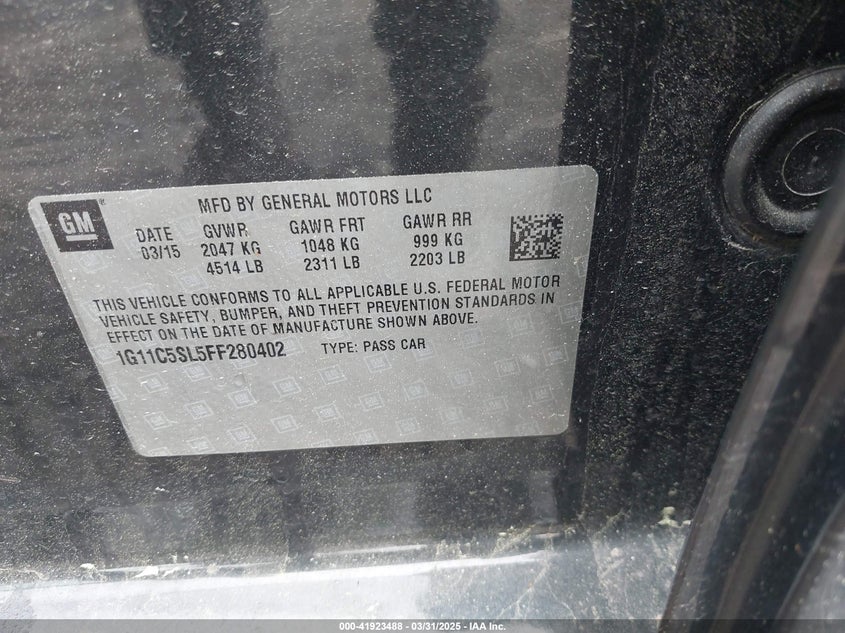 MFD BY GENERAL MOTORS LLC
GM
®
DATE GVWR GAWR FRT GAWR RR
03/15 2047 KG 1048 KG 999 KG
4514 LB 2311 LB 2203 LB
THIS VEHICLE CONFORMS TO ALL APPLICABLE U.S. FEDERAL MOTOR
VEHICLE SAFETY, BUMPER, AND THEFT PREVENTION STANDARDS IN
EFFECT ON THE DATE OF MANUFACTURE SHOWN ABOVE.
1G11C5SL5FF280402 TYPE: PASS CAR
000-41923488 - 03/31/2025 - IAA Inc.